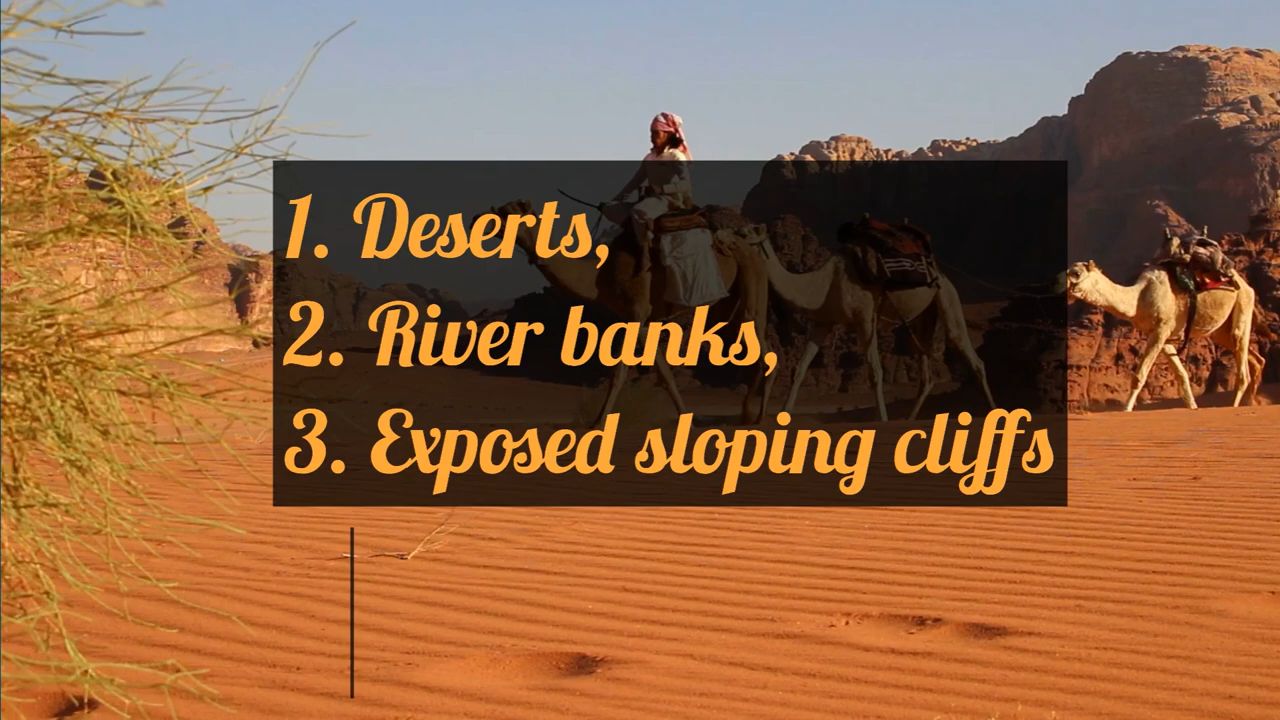 1. Deserts,
2. River banks,
3. Exposed sloping cliffs